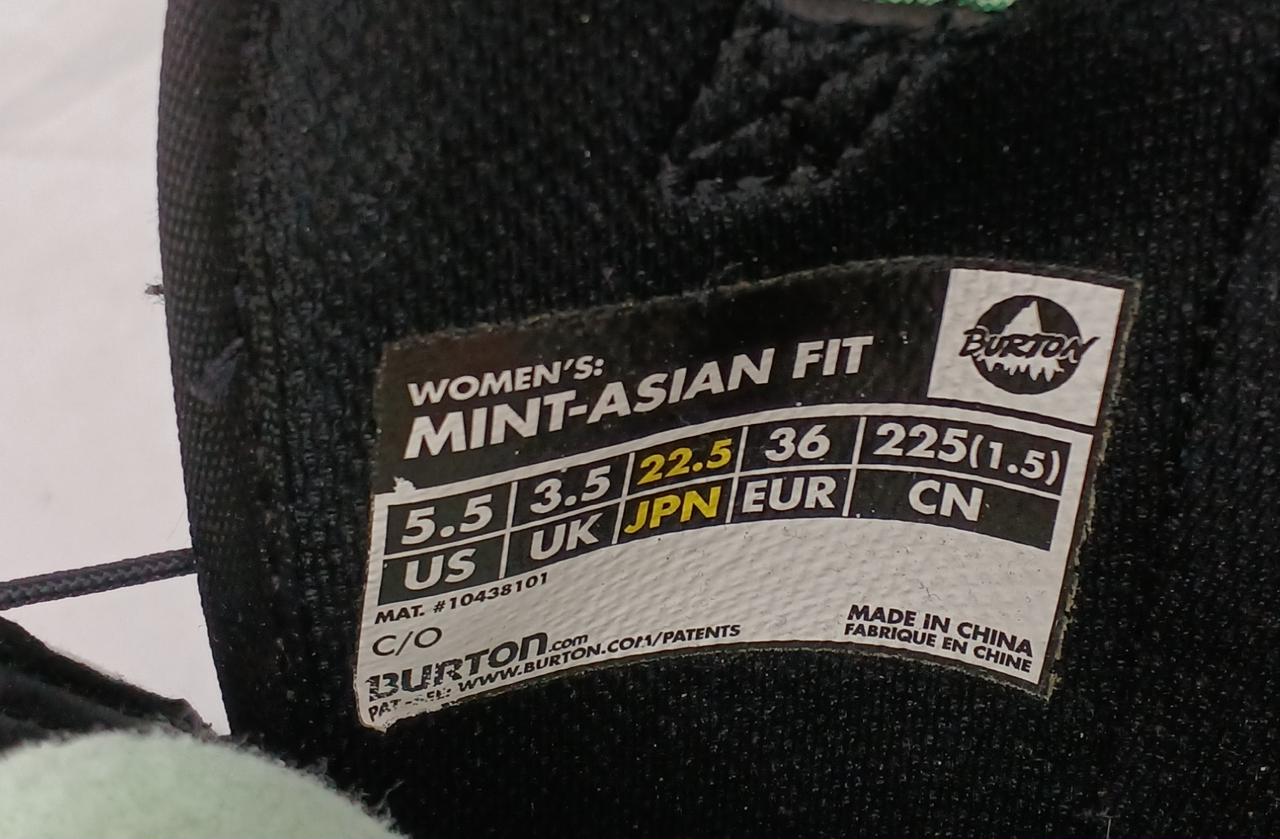 WOMEN'S:
MINT-ASIAN FIT
BURTON
5.5 3.5 22.5 36 225(1.5)
US UK JPN EUR CN
MAT. #10438101
C/O
BURTON.com
WWW.BURTON.COM/PATENTS
MADE IN CHINA
FABRIQUE EN CHINE